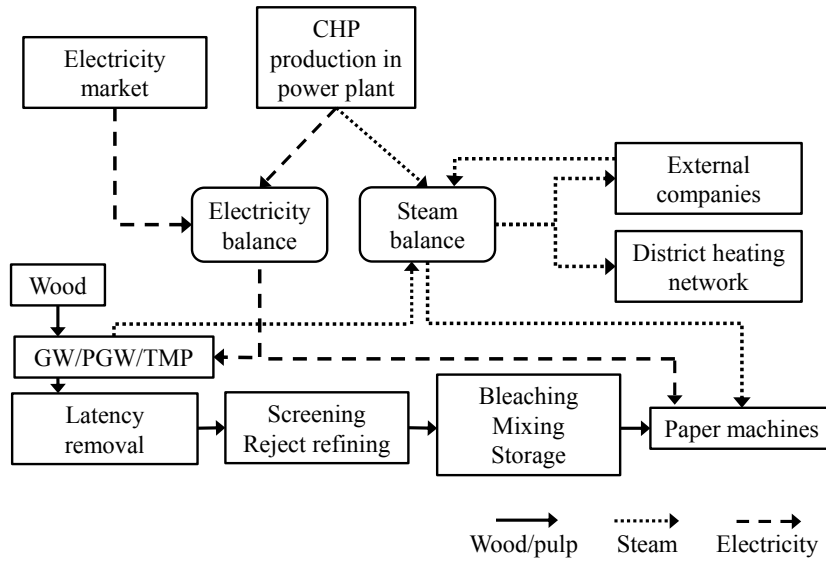 Electricity
market
CHP
production in
power plant
External
companies
Electricity
balance
Steam
balance
District heating
network
Wood
GW/PGW/TMP
Latency
removal
Screening
Reject refining
Bleaching
Mixing
Storage
Paper machines
Wood/pulp
Steam
Electricity